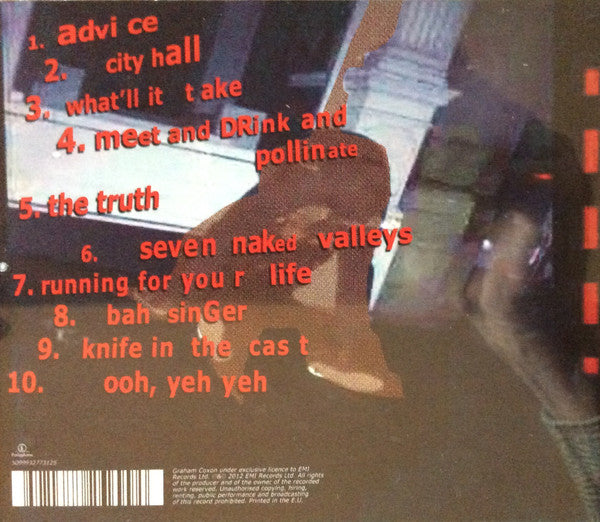 1. advi ce
2. city hall
3. what'll it t ake
4. meet and DRink and
pollinate
5. the truth
6. seven naked valleys
7. running for you r life
8. bah sinGer
9. knife in the cas t
10. ooh, yeh yeh
Parlophone
5099932773125
Graham Coxon under exclusive licence to EMI
Records Ltd. ℗&© 2012 EMI Records Ltd. All rights
of the producer and of the owner of the recorded
work reserved. Unauthorised copying, hiring,
renting, public performance and broadcasting
of this record prohibited. Printed in the E.U.